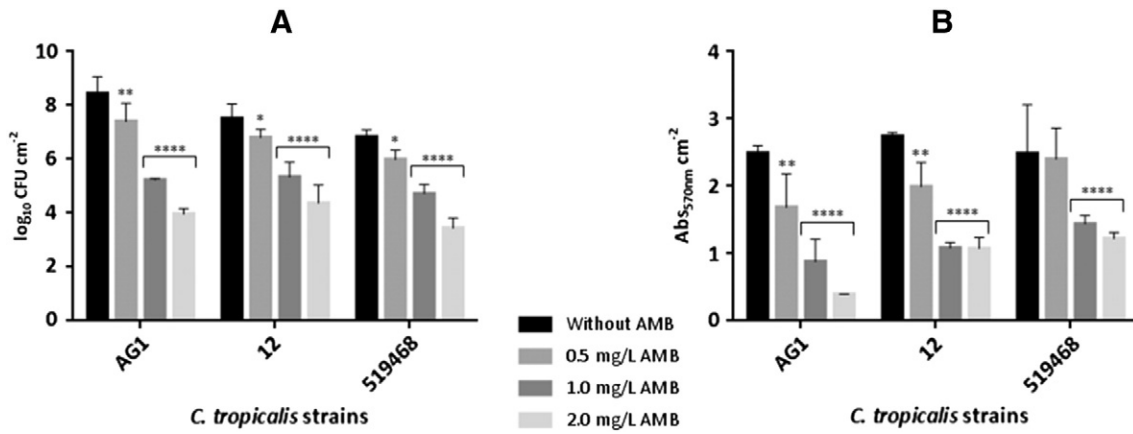 A
log₁₀ CFU cm⁻²
10
8
6
4
2
0
**
****
*
****
*
****
AG1
12
519468
C. tropicalis strains
Without AMB
0.5 mg/L AMB
1.0 mg/L AMB
2.0 mg/L AMB
B
Abs₅₇₀ₙₘ cm⁻²
4
3
2
1
0
**
****
**
****
****
AG1
12
519468
C. tropicalis strains